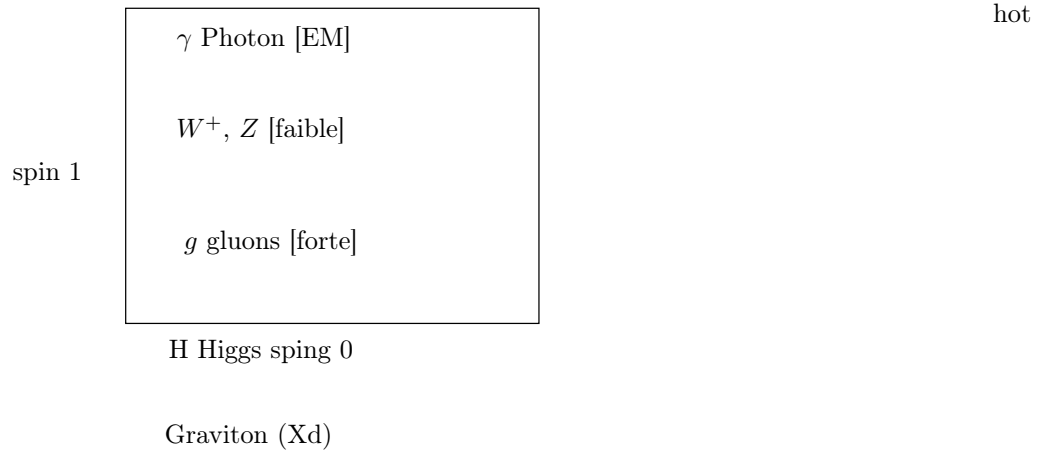 hot
γ Photon [EM]
W⁺, Z [faible]
spin 1
g gluons [forte]
H Higgs sping 0
Graviton (Xd)